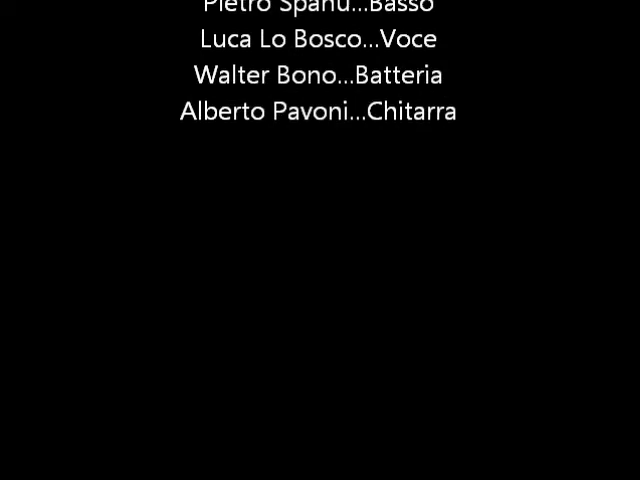 Pietro Spanu...Basso
Luca Lo Bosco...Voce
Walter Bono...Batteria
Alberto Pavoni...Chitarra